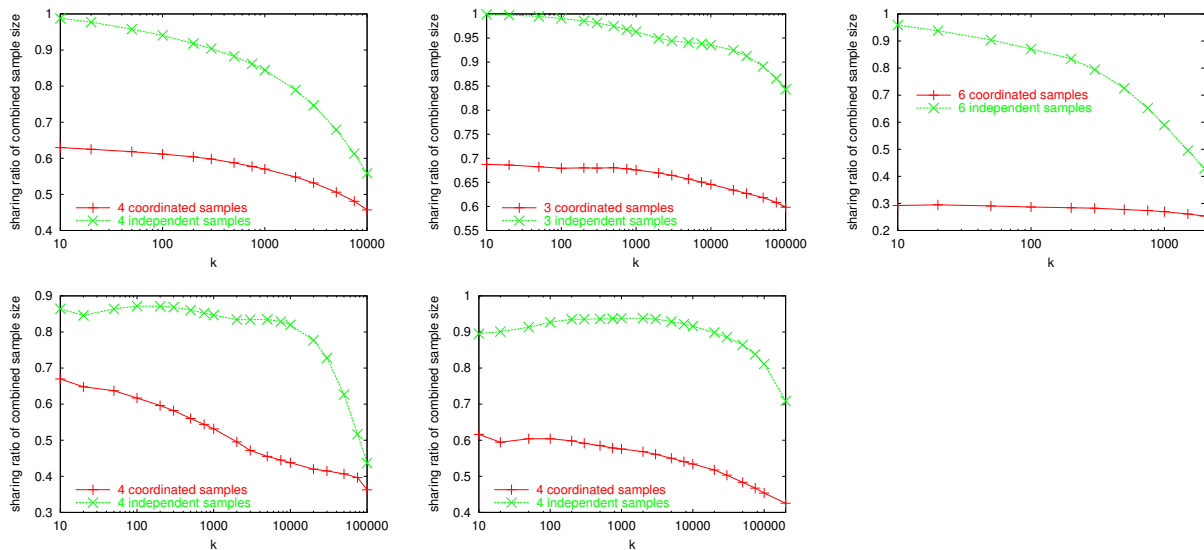 sharing ratio of combined sample size
1
0.9
0.8
0.7
0.6
0.5
0.4
4 coordinated samples
4 independent samples
10 100 1000 10000
k
sharing ratio of combined sample size
1
0.95
0.9
0.85
0.8
0.75
0.7
0.65
0.6
0.55
3 coordinated samples
3 independent samples
10 100 1000 10000 100000
k
sharing ratio of combined sample size
1
0.9
0.8
0.7
0.6
0.5
0.4
0.3
0.2
6 coordinated samples
6 independent samples
10 100 1000
k
sharing ratio of combined sample size
0.9
0.8
0.7
0.6
0.5
0.4
0.3
4 coordinated samples
4 independent samples
10 100 1000 10000 100000
k
sharing ratio of combined sample size
1
0.9
0.8
0.7
0.6
0.5
0.4
4 coordinated samples
4 independent samples
10 100 1000 10000 100000
k